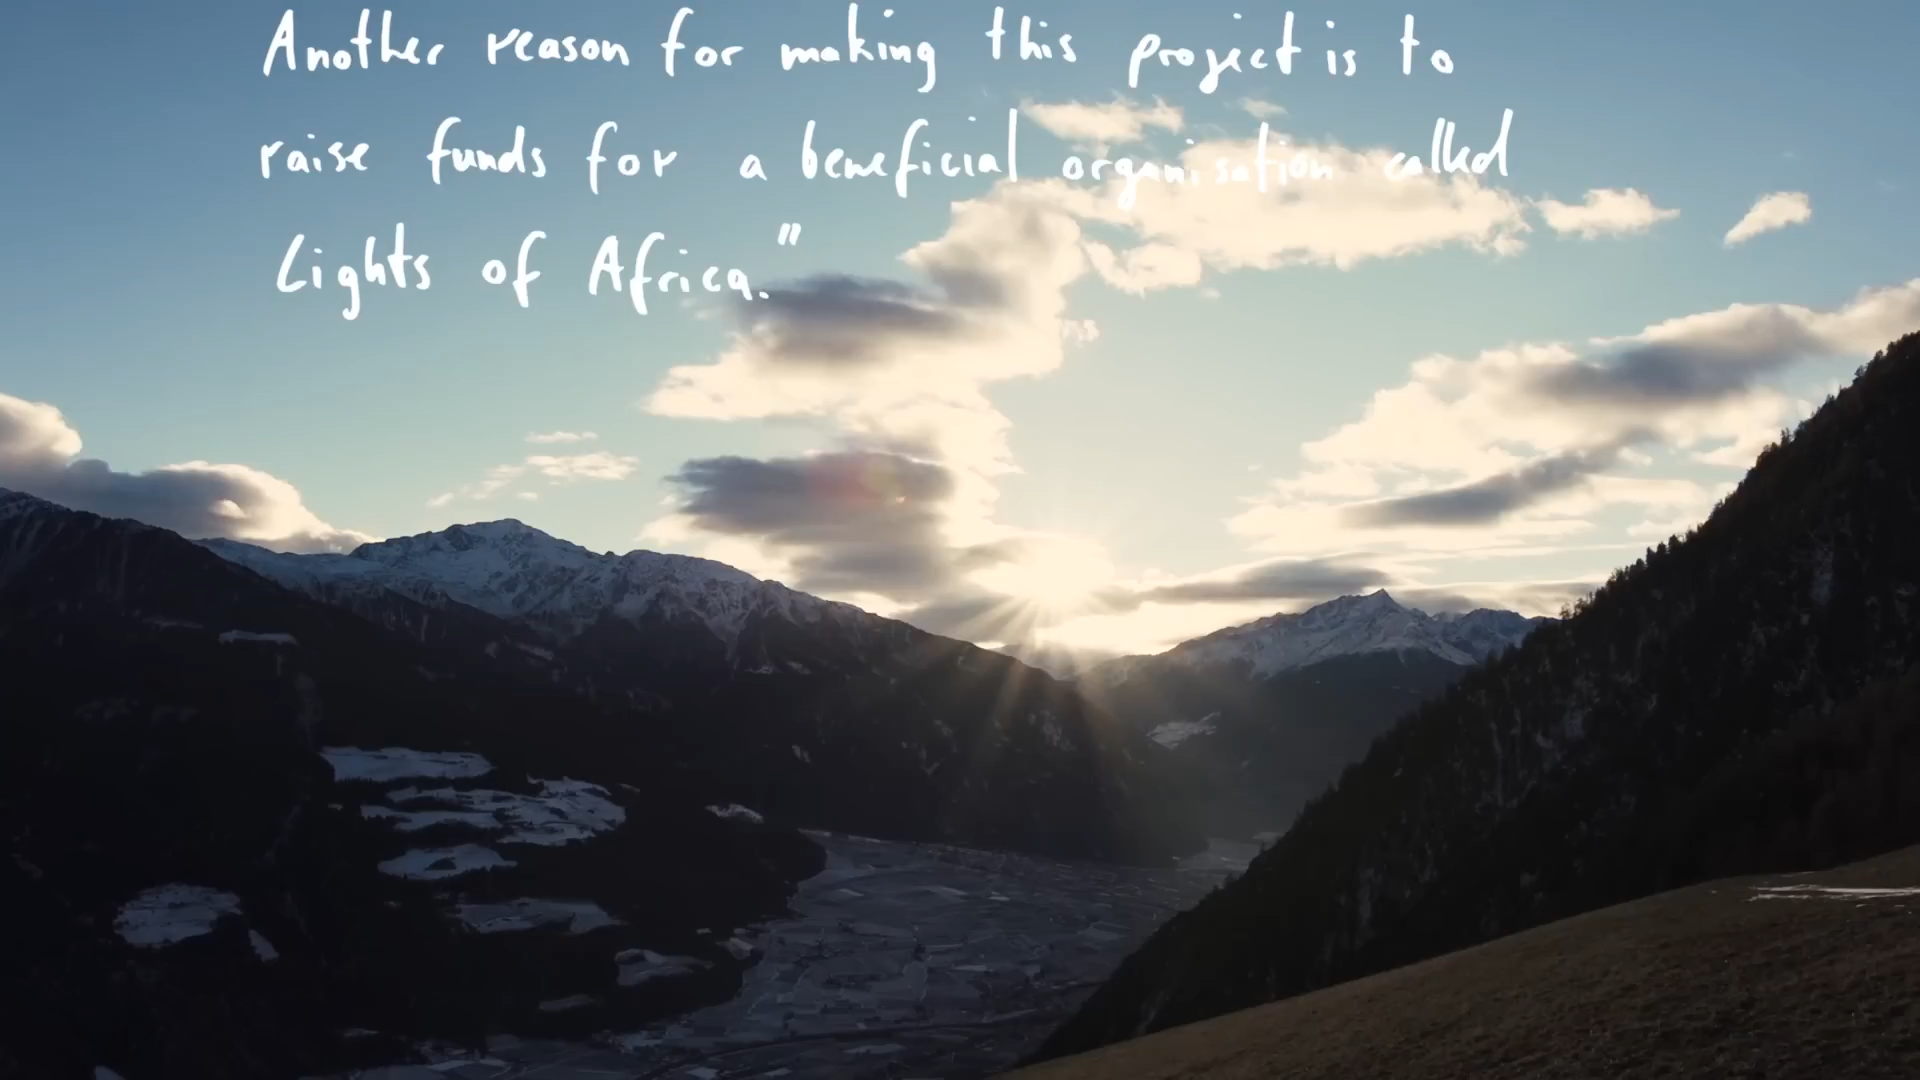 Another reason for making this project is to
raise funds for a beneficial organisation called
Lights of Africa."